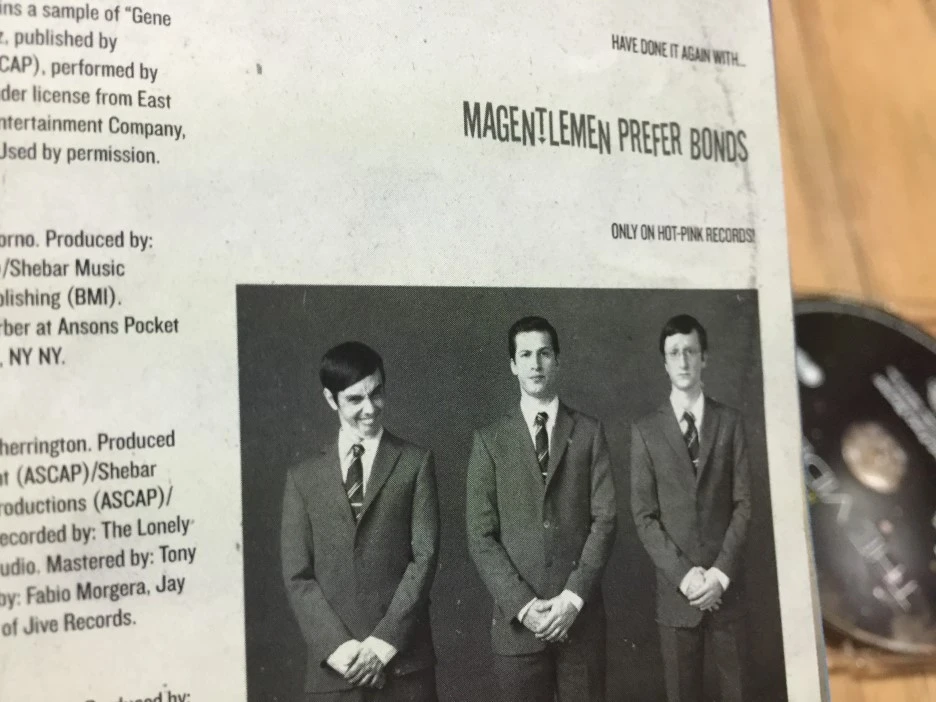 ins a sample of "Gene
z, published by
CAP), performed by
der license from East
ntertainment Company,
Used by permission.
orno. Produced by:
/Shebar Music
blishing (BMI).
rber at Ansons Pocket
, NY NY.
herrington. Produced
nt (ASCAP)/Shebar
roductions (ASCAP)/
ecorded by: The Lonely
udio. Mastered by: Tony
by: Fabio Morgera, Jay
of Jive Records.
HAVE DONE IT AGAIN WITH...
MAGENTLEMEN PREFER BONDS
ONLY ON HOT-PINK RECORDS!